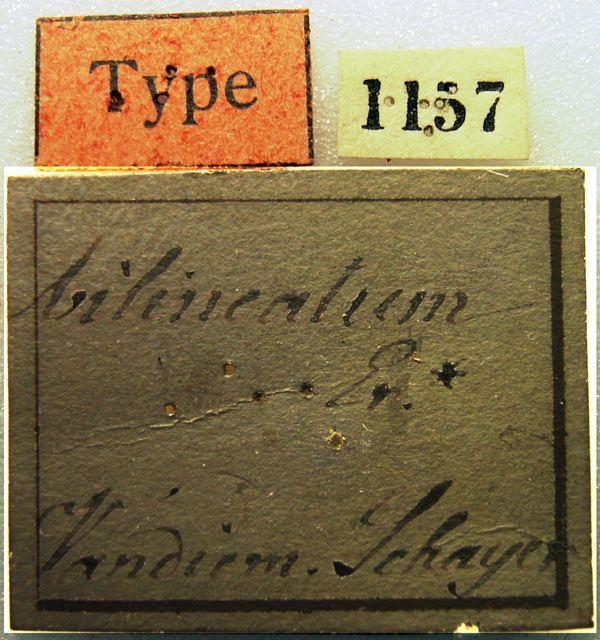 Type
1157
bilineatum
Er.*
Vandiem. Schayer